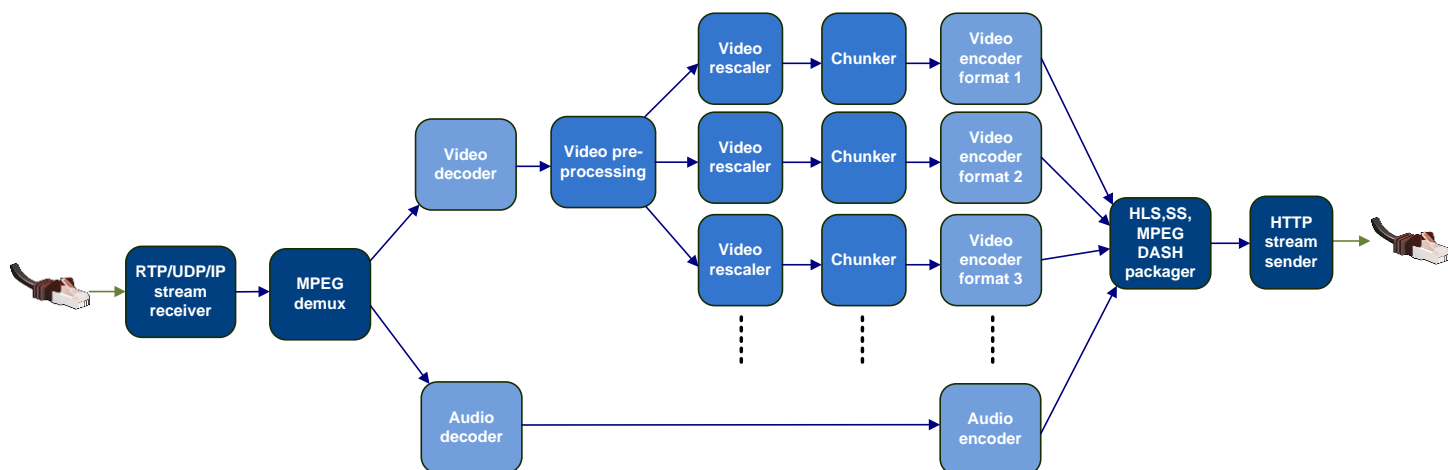 RTP/UDP/IP
stream
receiver
MPEG
demux
Video
decoder
Video pre-
processing
Video
rescaler
Chunker
Video
encoder
format 1
Video
rescaler
Chunker
Video
encoder
format 2
Video
rescaler
Chunker
Video
encoder
format 3
Audio
decoder
Audio
encoder
HLS,SS,
MPEG
DASH
packager
HTTP
stream
sender